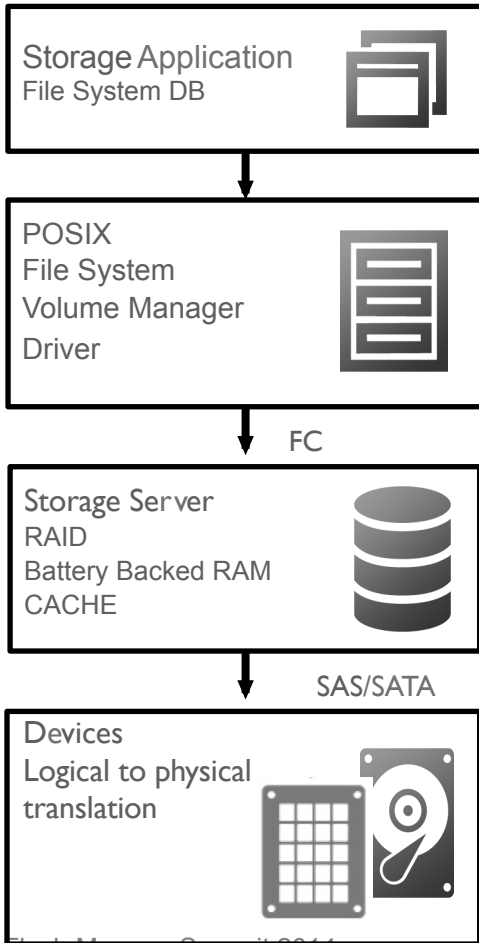 Storage Application
File System DB
POSIX
File System
Volume Manager
Driver
FC
Storage Server
RAID
Battery Backed RAM
CACHE
SAS/SATA
Devices
Logical to physical
translation